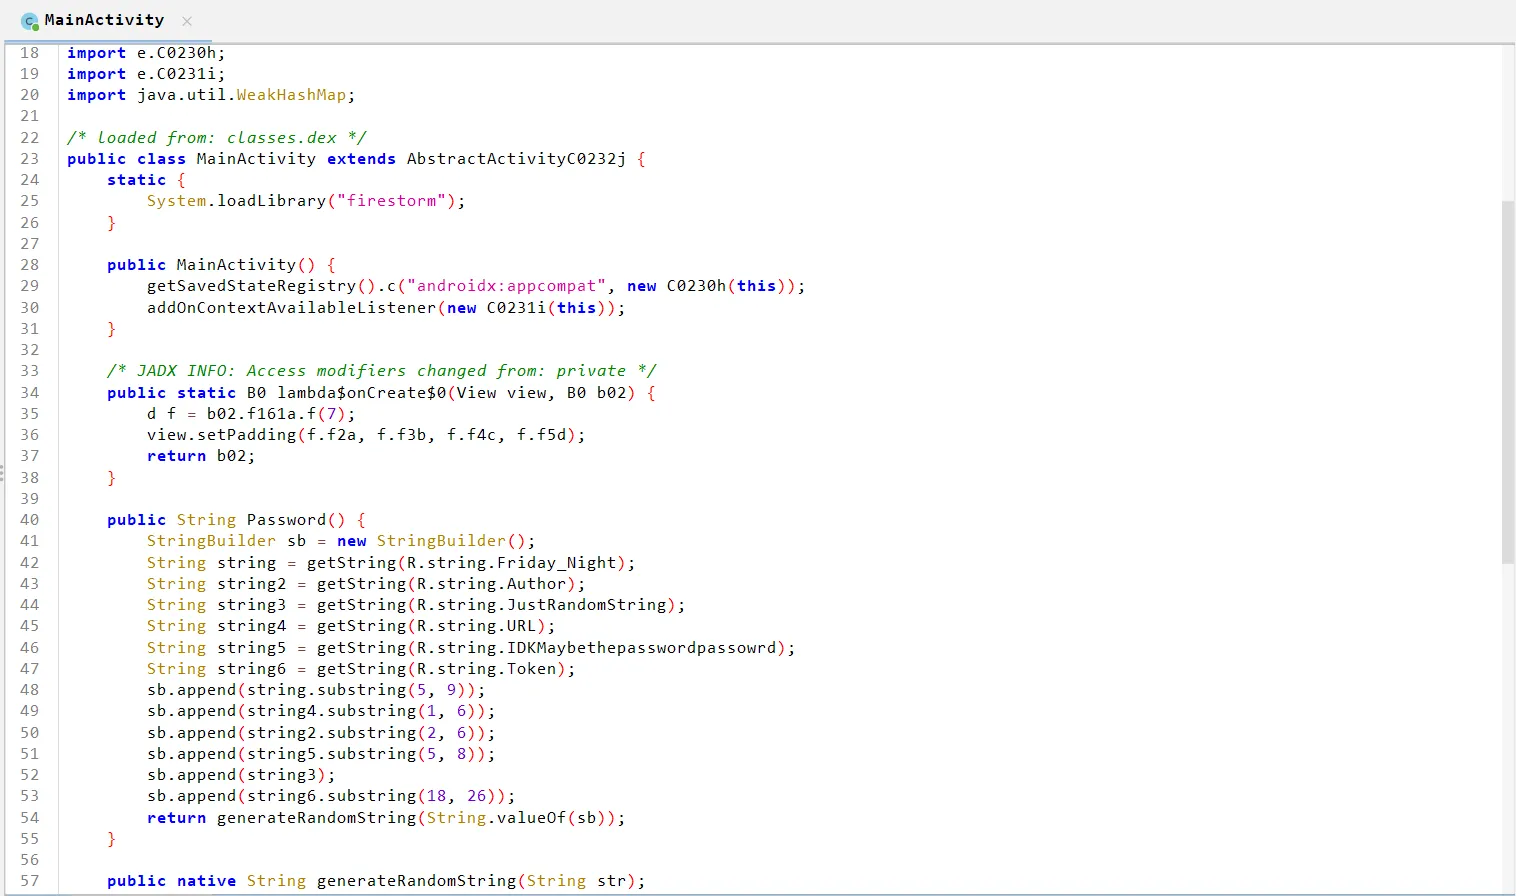 MainActivity
18 import e.C0230h;
19 import e.C0231i;
20 import java.util.WeakHashMap;
21
22 /* loaded from: classes.dex */
23 public class MainActivity extends AbstractActivityC0232j {
24     static {
25         System.loadLibrary("firestorm");
26     }
27
28     public MainActivity() {
29         getSavedStateRegistry().c("androidx:appcompat", new C0230h(this));
30         addOnContextAvailableListener(new C0231i(this));
31     }
32
33     /* JADX INFO: Access modifiers changed from: private */
34     public static B0 lambda$onCreate$0(View view, B0 b02) {
35         d f = b02.f161a.f(7);
36         view.setPadding(f.f2a, f.f3b, f.f4c, f.f5d);
37         return b02;
38     }
39
40     public String Password() {
41         StringBuilder sb = new StringBuilder();
42         String string = getString(R.string.Friday_Night);
43         String string2 = getString(R.string.Author);
44         String string3 = getString(R.string.JustRandomString);
45         String string4 = getString(R.string.URL);
46         String string5 = getString(R.string.IDKMaybethepasswordpassowrd);
47         String string6 = getString(R.string.Token);
48         sb.append(string.substring(5, 9));
49         sb.append(string4.substring(1, 6));
50         sb.append(string2.substring(2, 6));
51         sb.append(string5.substring(5, 8));
52         sb.append(string3);
53         sb.append(string6.substring(18, 26));
54         return generateRandomString(String.valueOf(sb));
55     }
56
57     public native String generateRandomString(String str);